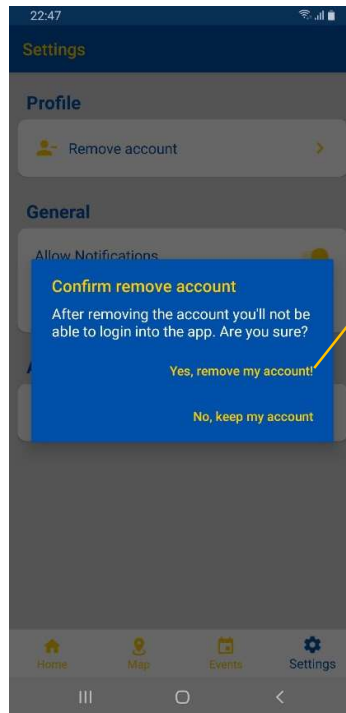 22:47
Settings
Profile
Remove account
General
Allow Notifications
Confirm remove account
After removing the account you'll not be
able to login into the app. Are you sure?
Yes, remove my account!
No, keep my account
Home
Map
Events
Settings